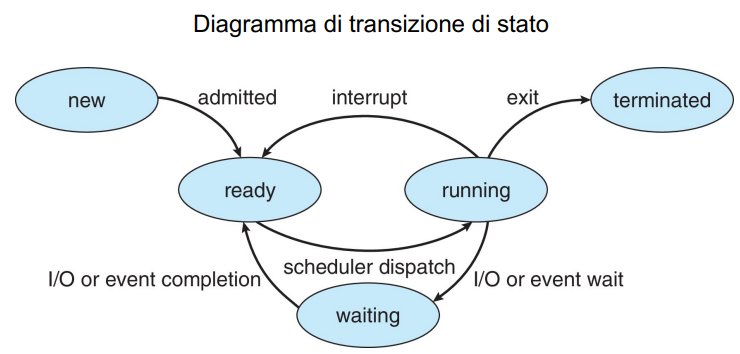 Diagramma di transizione di stato
new
admitted
interrupt
exit
terminated
ready
running
I/O or event completion
scheduler dispatch
I/O or event wait
waiting